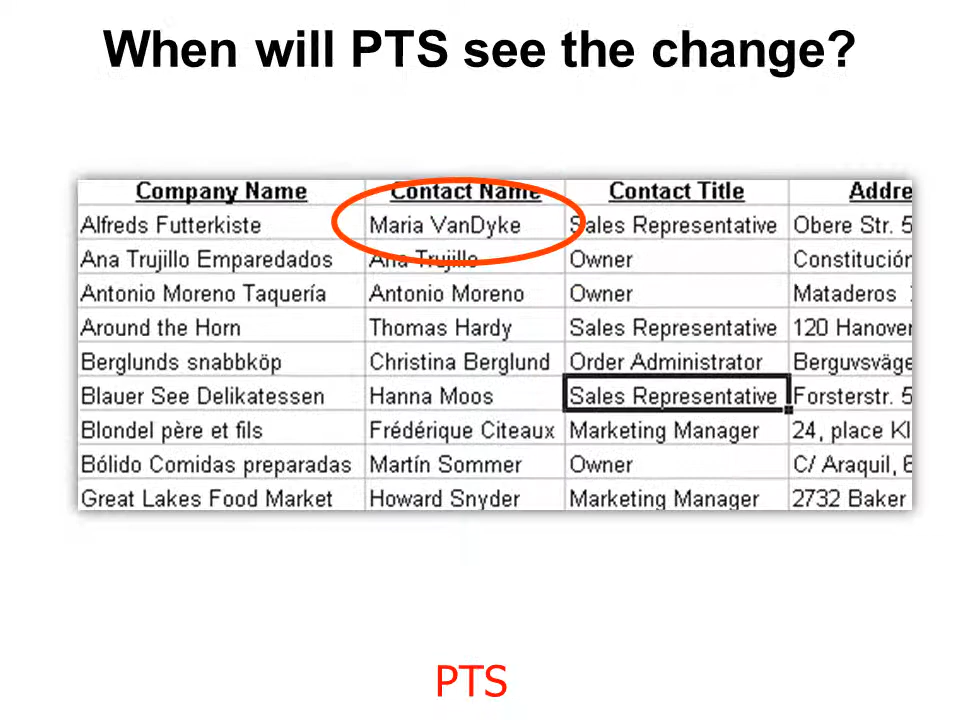 When will PTS see the change?
Company Name Contact Name Contact Title Addre
Alfreds Futterkiste Maria VanDyke Sales Representative Obere Str. 5
Ana Trujillo Emparedados Ana Trujillo Owner Constitución
Antonio Moreno Taquería Antonio Moreno Owner Mataderos
Around the Horn Thomas Hardy Sales Representative 120 Hanover
Berglunds snabbköp Christina Berglund Order Administrator Berguvsväge
Blauer See Delikatessen Hanna Moos Sales Representative Forsterstr. 5
Blondel père et fils Frédérique Citeaux Marketing Manager 24, place Kl
Bólido Comidas preparadas Martín Sommer Owner C/ Araquil,
Great Lakes Food Market Howard Snyder Marketing Manager 2732 Baker
PTS